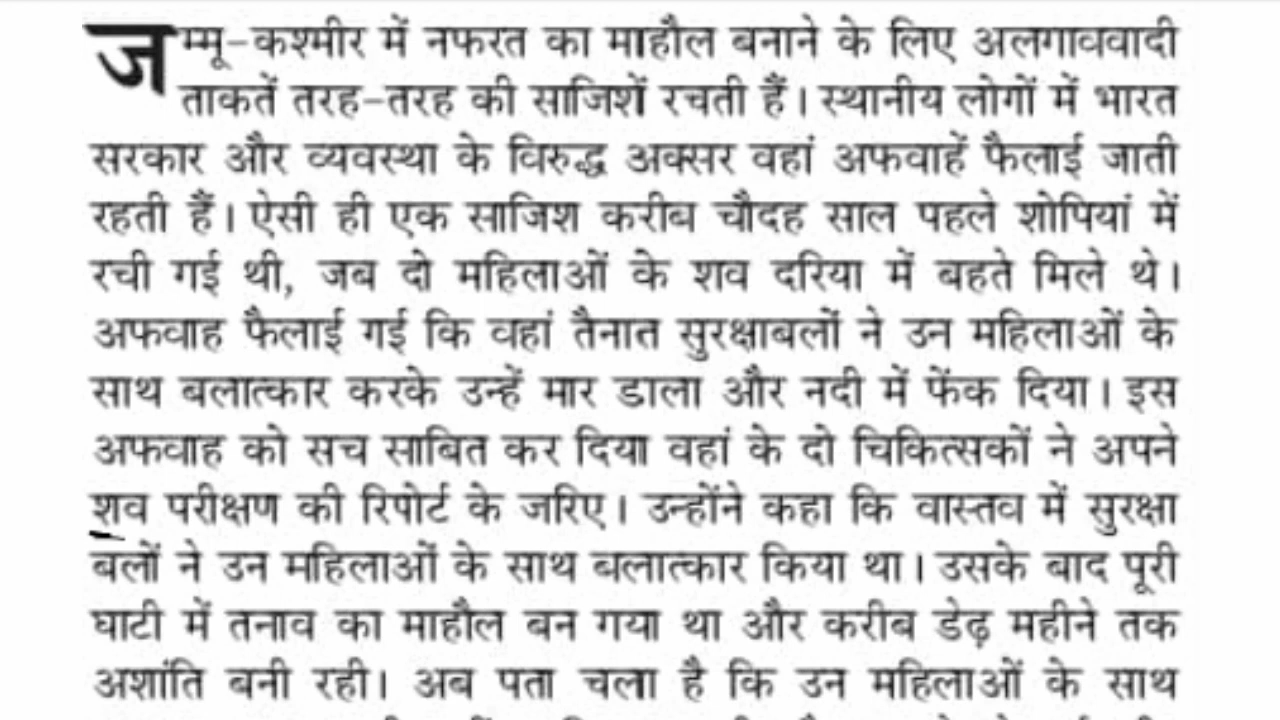 जम्मू-कश्मीर में नफरत का माहौल बनाने के लिए अलगाववादी
ताकतें तरह-तरह की साजिशें रचती हैं। स्थानीय लोगों में भारत
सरकार और व्यवस्था के विरुद्ध अक्सर वहां अफवाहें फैलाई जाती
रहती हैं। ऐसी ही एक साजिश करीब चौदह साल पहले शोपियां में
रची गई थी, जब दो महिलाओं के शव दरिया में बहते मिले थे।
अफवाह फैलाई गई कि वहां तैनात सुरक्षाबलों ने उन महिलाओं के
साथ बलात्कार करके उन्हें मार डाला और नदी में फेंक दिया। इस
अफवाह को सच साबित कर दिया वहां के दो चिकित्सकों ने अपने
शव परीक्षण की रिपोर्ट के जरिए। उन्होंने कहा कि वास्तव में सुरक्षा
बलों ने उन महिलाओं के साथ बलात्कार किया था। उसके बाद पूरी
घाटी में तनाव का माहौल बन गया था और करीब डेढ़ महीने तक
अशांति बनी रही। अब पता चला है कि उन महिलाओं के साथ